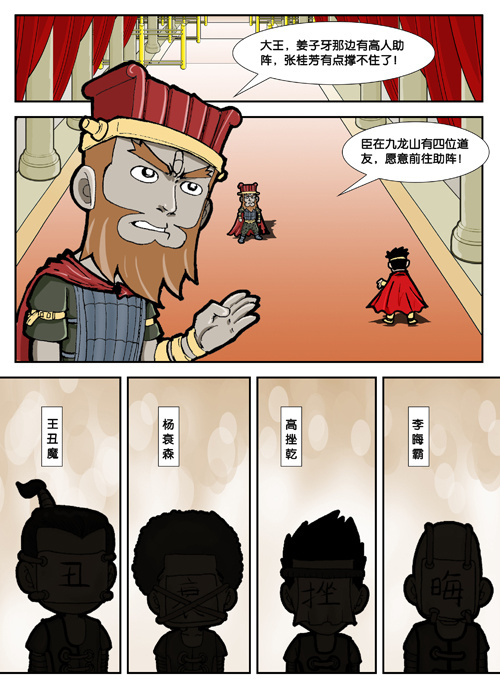 大王，姜子牙那边有高人助
阵，张桂芳有点撑不住了！
臣在九龙山有四位道
友，愿意前往助阵！
王丑魔
杨衰森
高挫乾
李晦霸
丑
衰
挫
晦